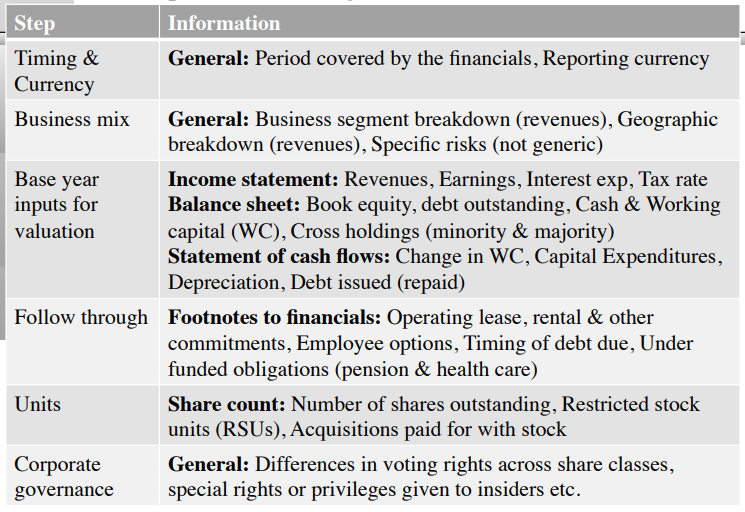 Step Information
Timing & General: Period covered by the financials, Reporting currency
Currency
Business mix General: Business segment breakdown (revenues), Geographic
breakdown (revenues), Specific risks (not generic)
Base year Income statement: Revenues, Earnings, Interest exp, Tax rate
inputs for Balance sheet: Book equity, debt outstanding, Cash & Working
valuation capital (WC), Cross holdings (minority & majority)
Statement of cash flows: Change in WC, Capital Expenditures,
Depreciation, Debt issued (repaid)
Follow through Footnotes to financials: Operating lease, rental & other
commitments, Employee options, Timing of debt due, Under
funded obligations (pension & health care)
Units Share count: Number of shares outstanding, Restricted stock
units (RSUs), Acquisitions paid for with stock
Corporate General: Differences in voting rights across share classes,
governance special rights or privileges given to insiders etc.